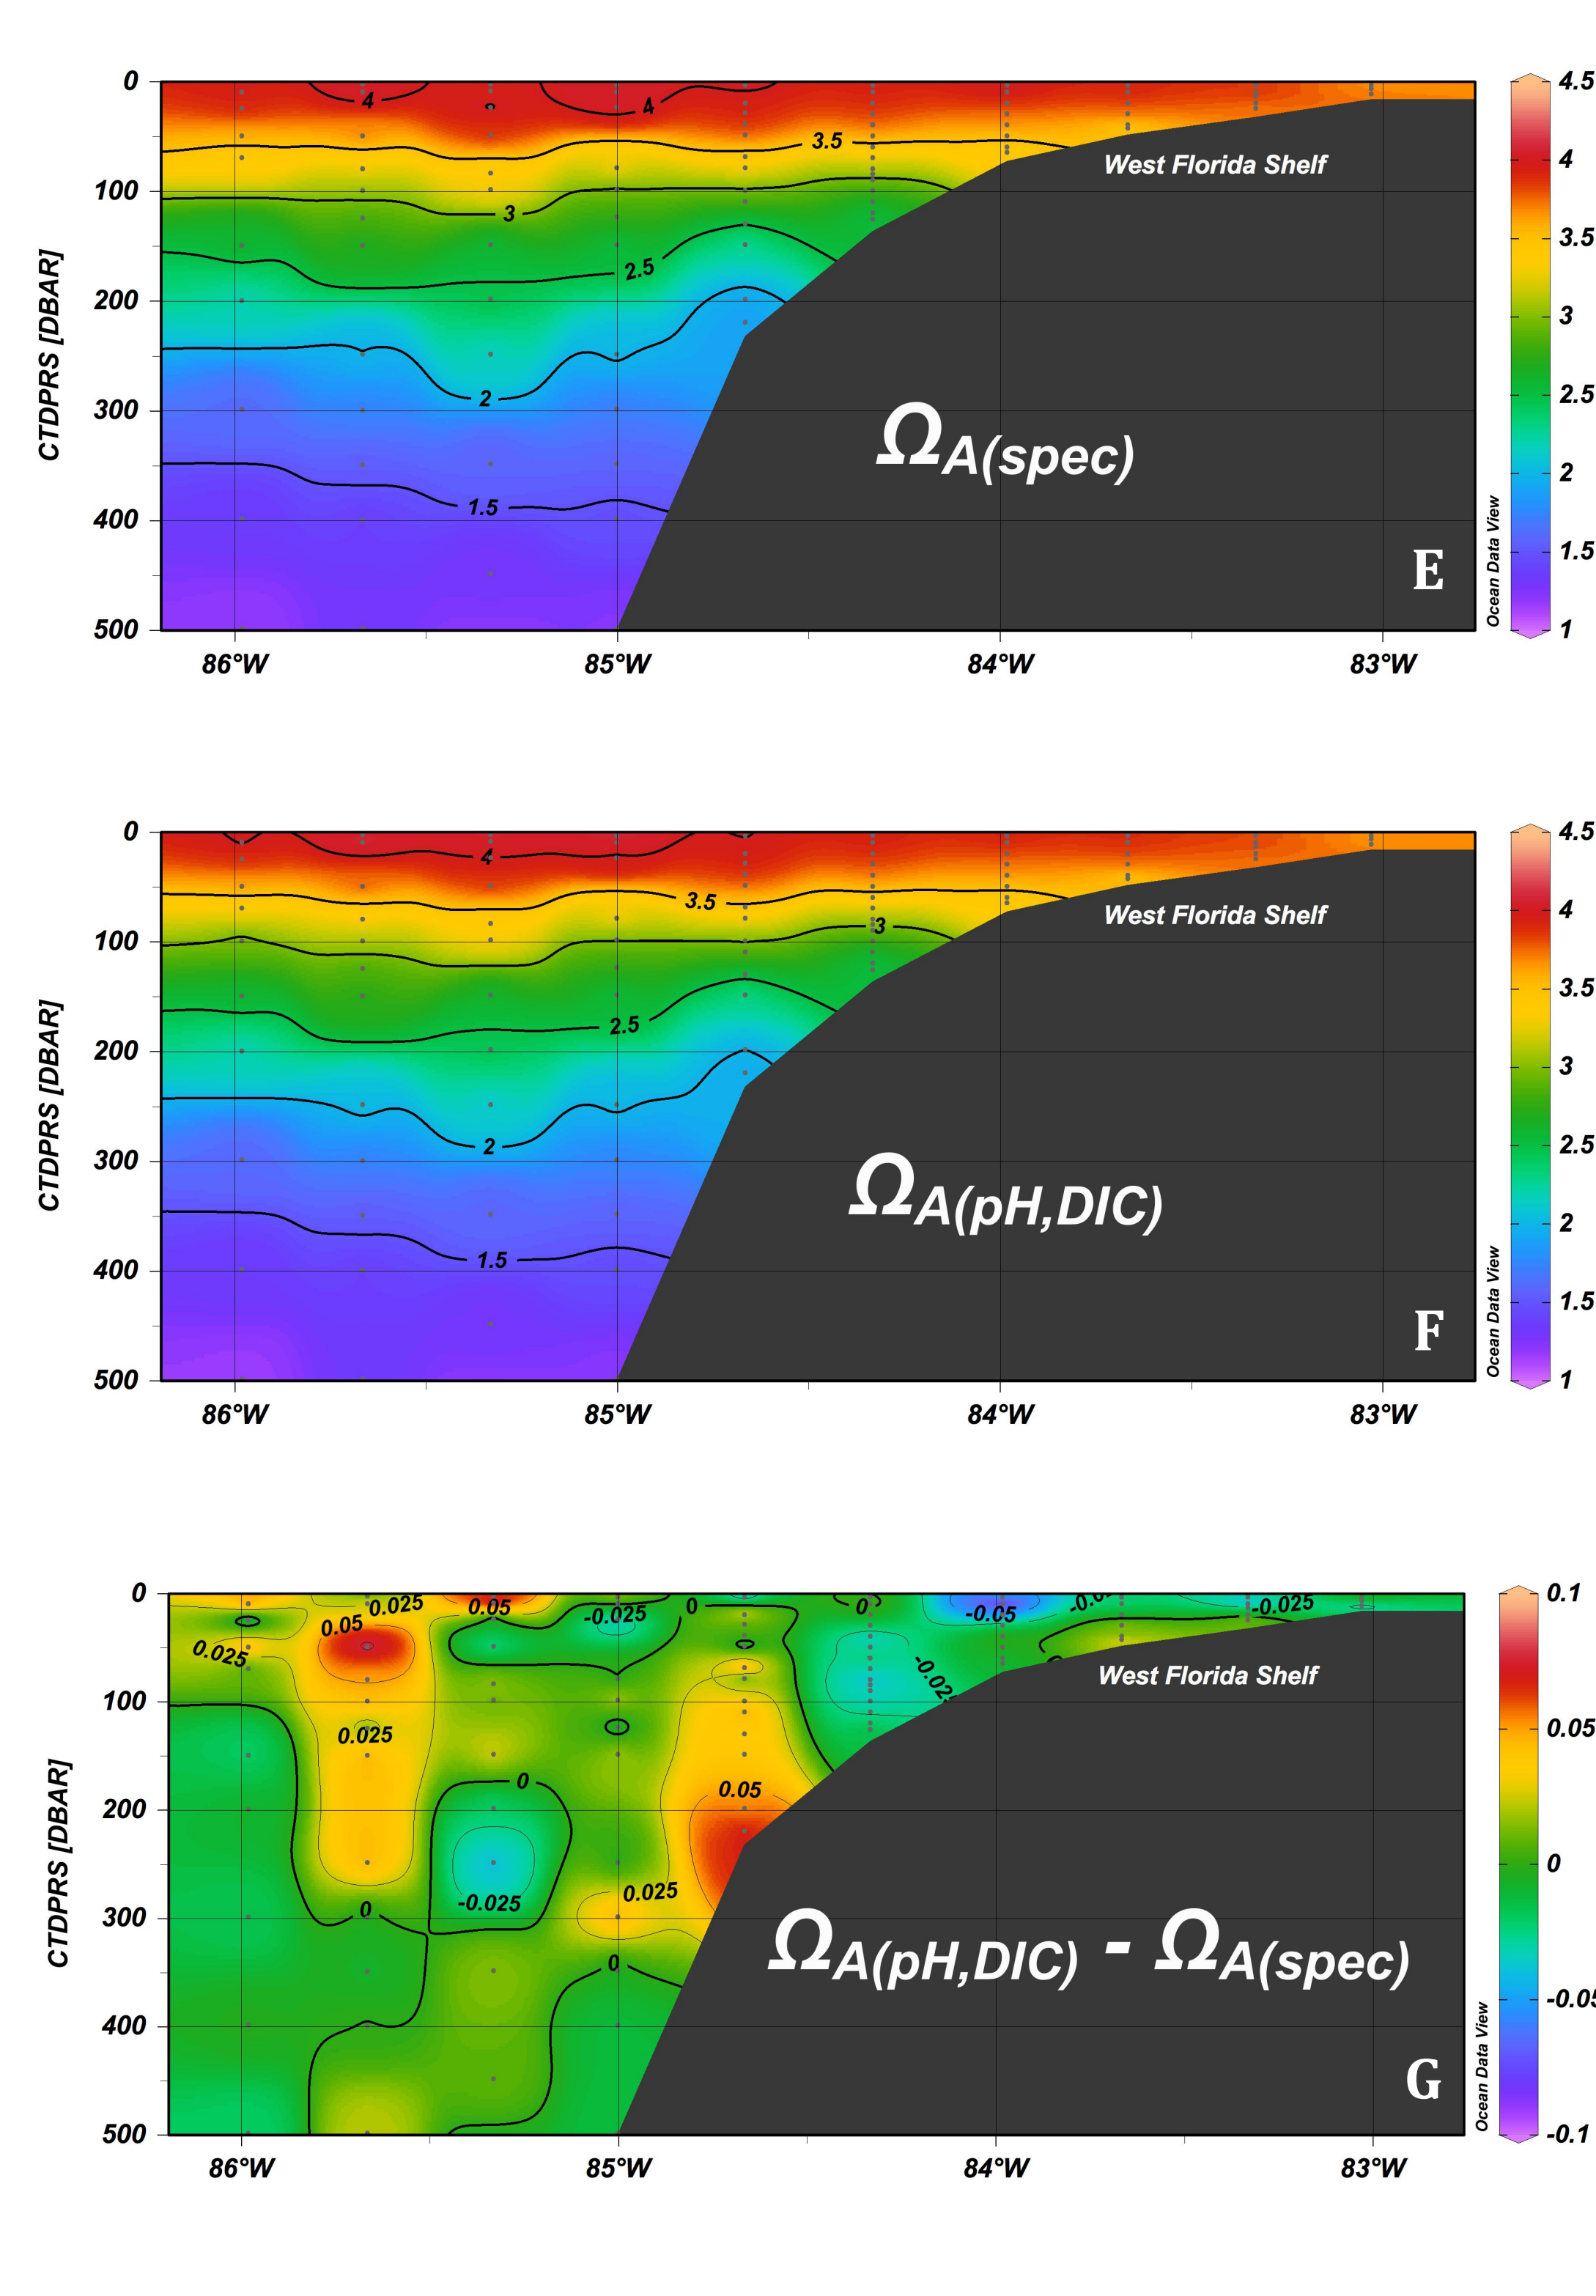 0
100
200
300
400
500
CTDPRS [DBAR]
4
4
3.5
3
2.5
2
1.5
West Florida Shelf
ΩA(spec)
E
86°W
85°W
84°W
83°W
Ocean Data View
4.5
4
3.5
3
2.5
2
1.5
1
0
100
200
300
400
500
CTDPRS [DBAR]
4
3.5
3
2.5
2
1.5
West Florida Shelf
ΩA(pH,DIC)
F
86°W
85°W
84°W
83°W
Ocean Data View
4.5
4
3.5
3
2.5
2
1.5
1
0
100
200
300
400
500
CTDPRS [DBAR]
0.025
0.05
0.05
0.025
-0.025
0
0
-0.05
-0.025
0.025
0
-0.025
0.05
0.025
0
0
West Florida Shelf
ΩA(pH,DIC) - ΩA(spec)
G
86°W
85°W
84°W
83°W
Ocean Data View
0.1
0.05
0
-0.05
-0.1